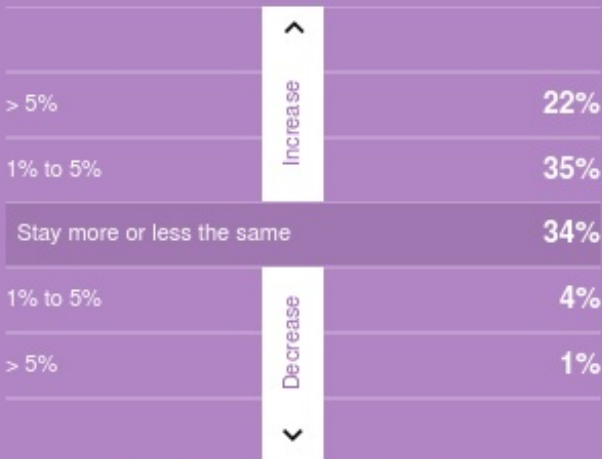 > 5% 22%
Increase
1% to 5% 35%
Stay more or less the same 34%
1% to 5% 4%
Decrease
> 5% 1%